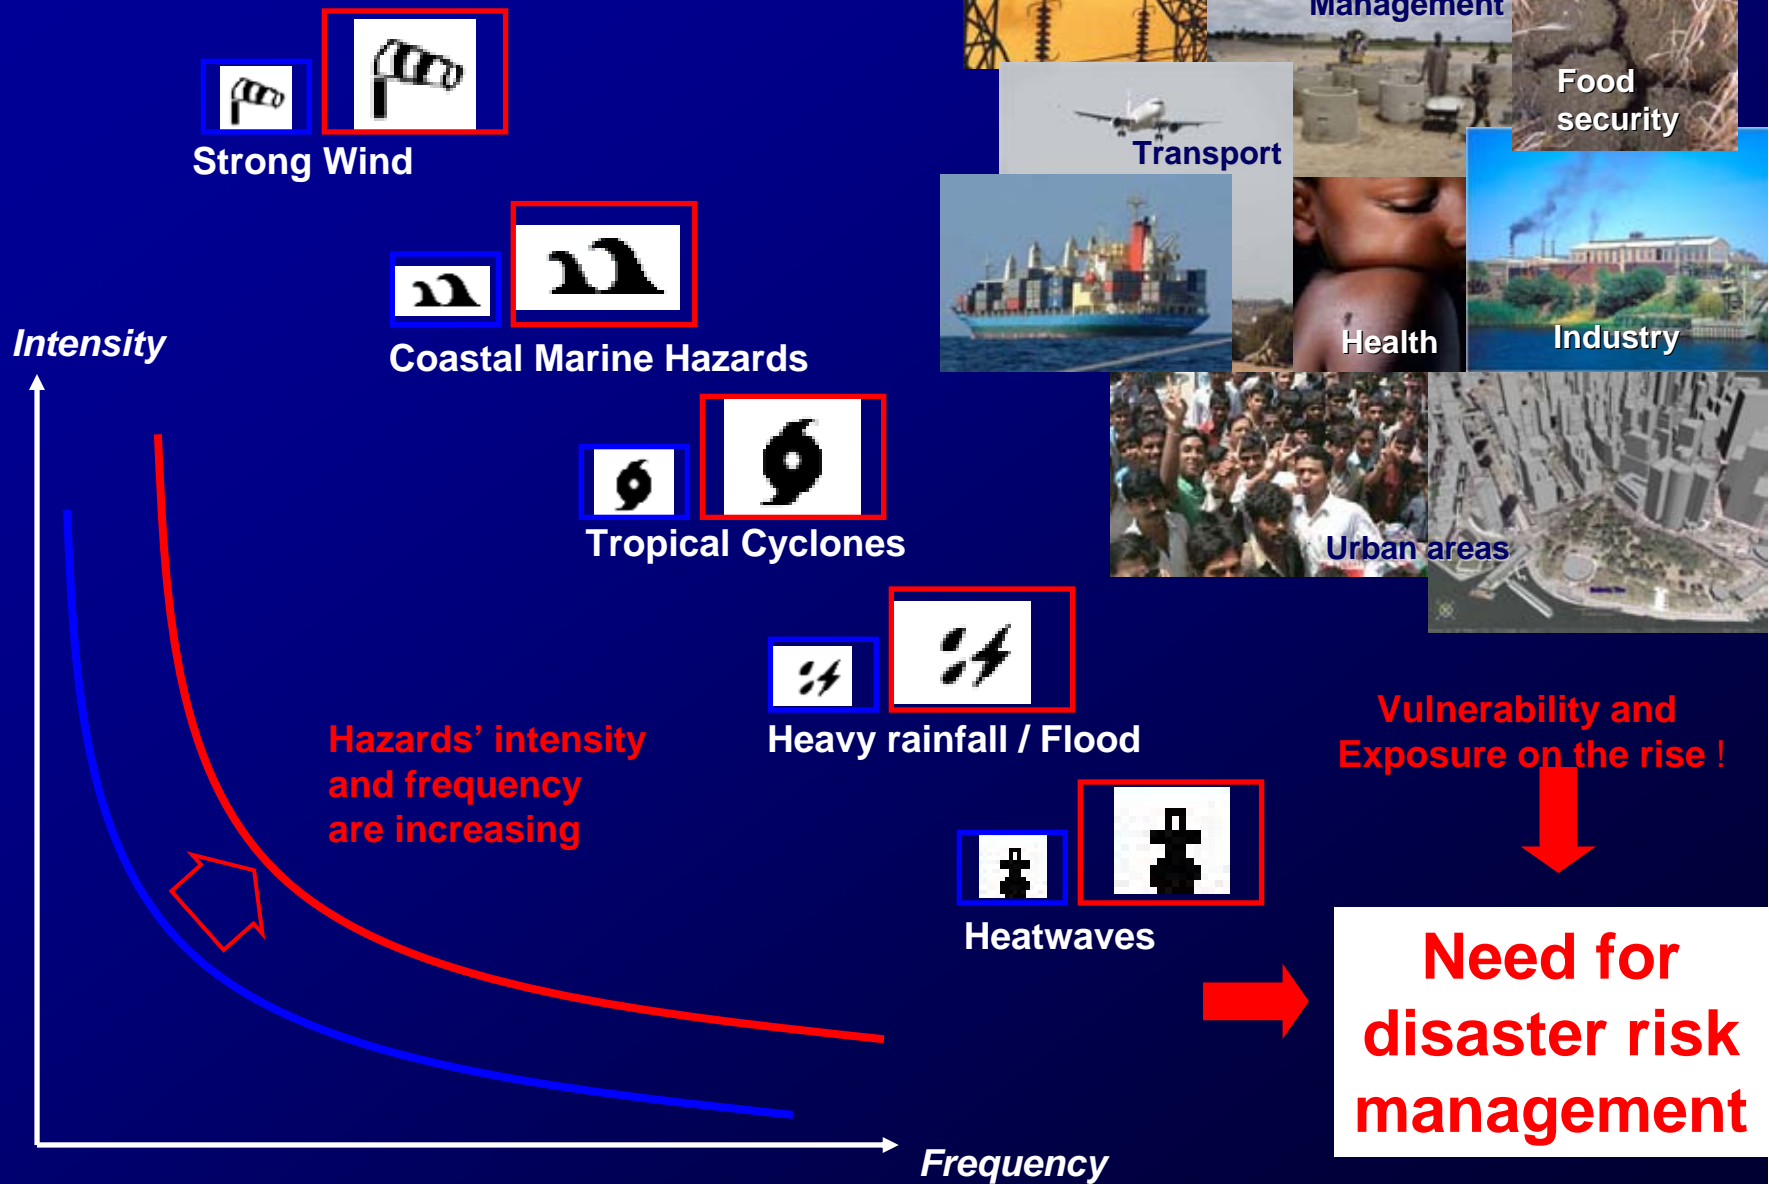 Management
Food
security
Strong Wind
Transport
Intensity
Coastal Marine Hazards
Health
Industry
Tropical Cyclones
Urban areas
Hazards’ intensity
and frequency
are increasing
Heavy rainfall / Flood
Vulnerability and
Exposure on the rise !
Heatwaves
Need for
disaster risk
management
Frequency